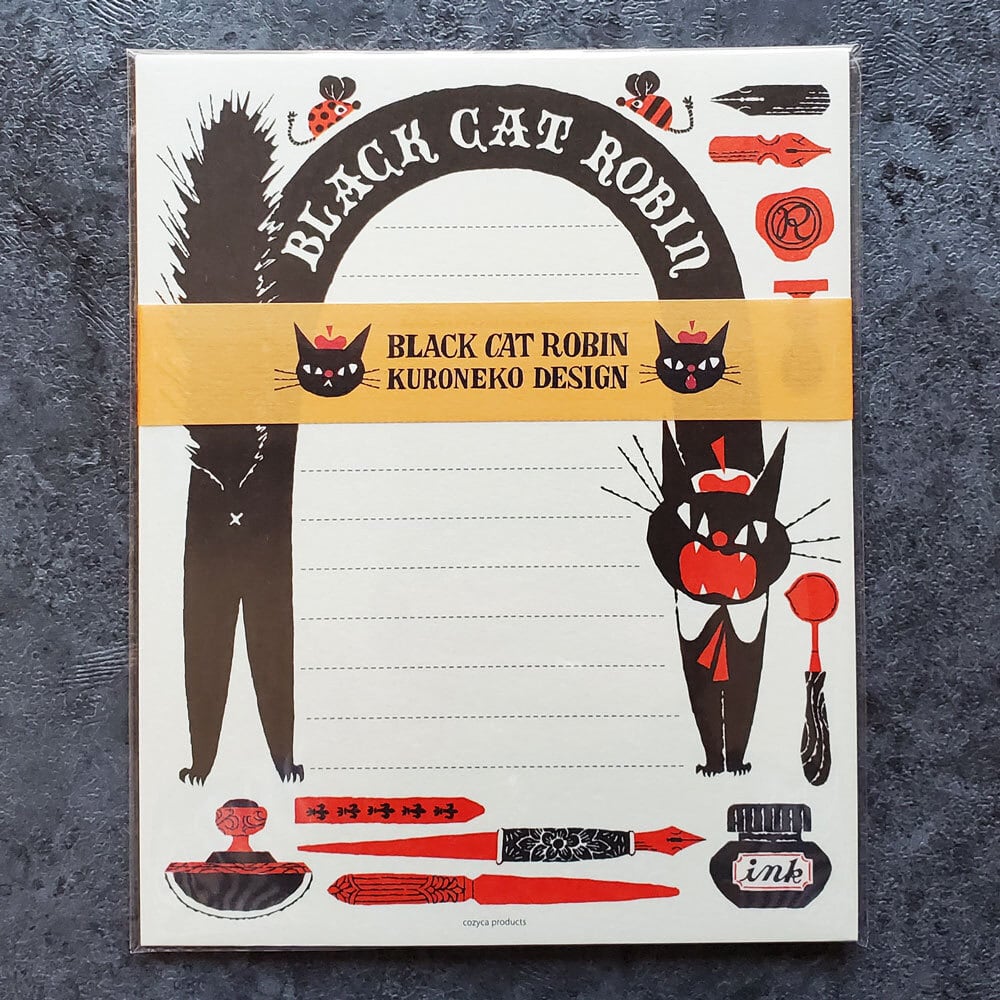 BLACK CAT ROBIN
R
BLACK CAT ROBIN
KURONEKO DESIGN
ink
cozyca products